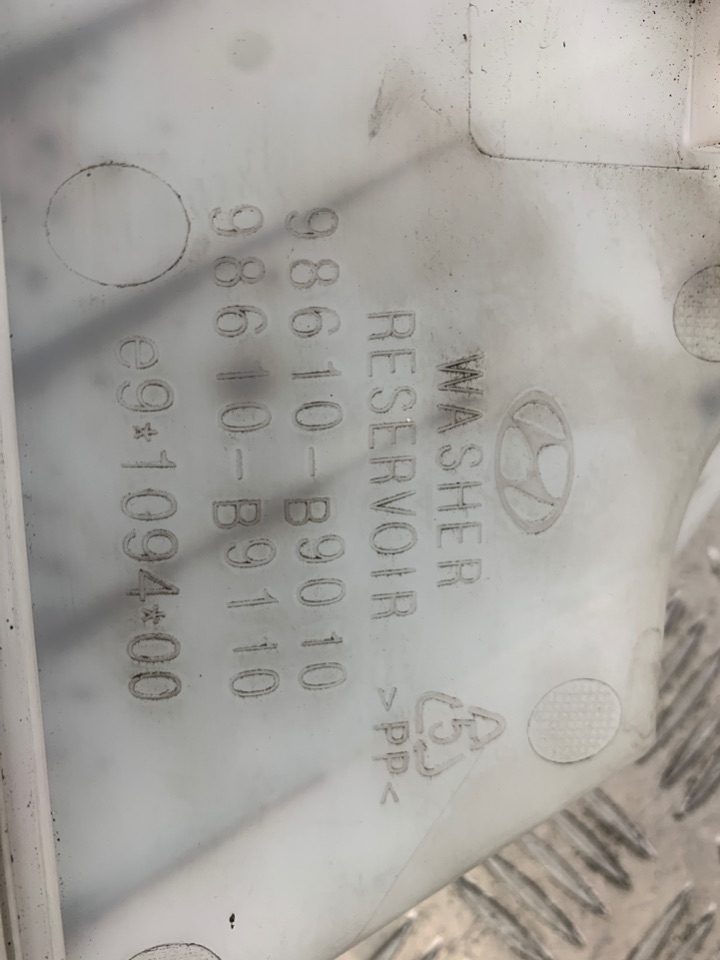 WASHER
RESERVOIR
98610-B9010
98610-B9110
e9*1094*00
5
>PP<